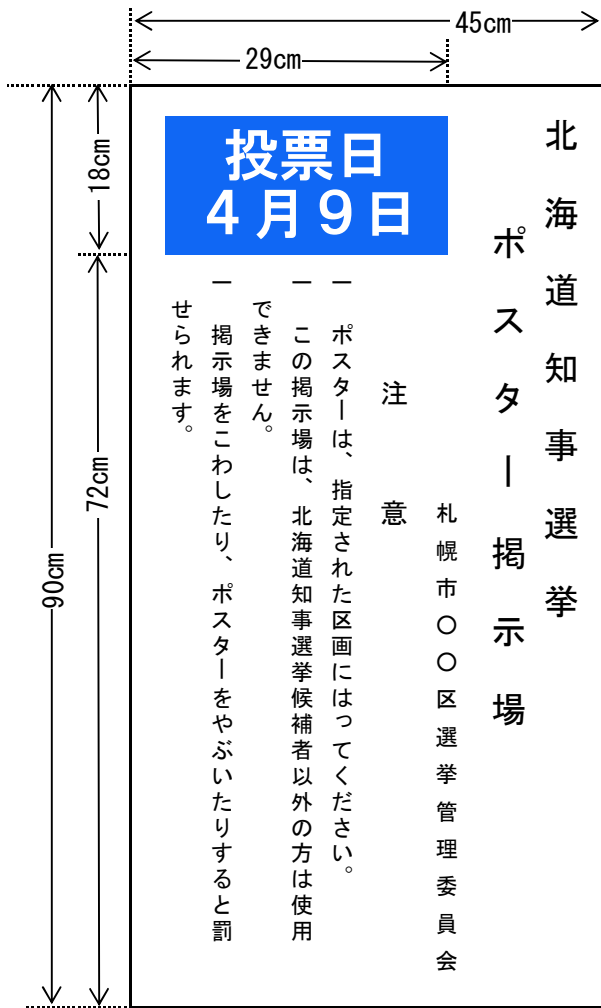 45cm
29cm
18cm
72cm
90cm
投票日
4月9日
北海道知事選挙
ポスター掲示場
札幌市〇〇区選挙管理委員会
注意
一 ポスターは、指定された区画にはってください。
一 この掲示場は、北海道知事選挙候補者以外の方は使用
できません。
一 掲示場をこわしたり、ポスターをやぶいたりすると罰
せられます。